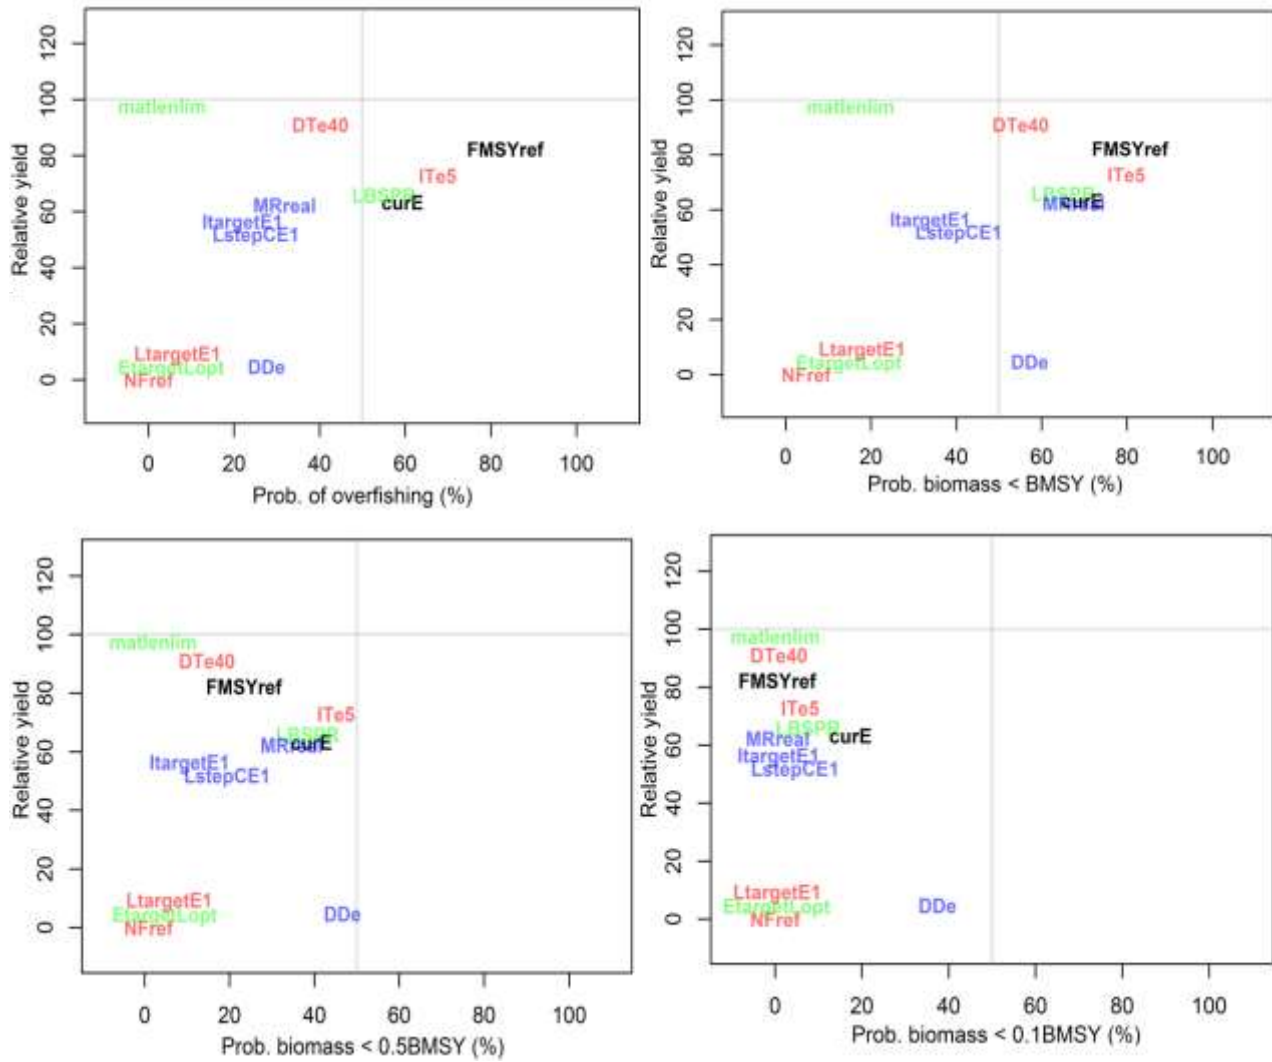 Relative yield
120
100
80
60
40
20
0
matlenlim
DTe40
FMSYref
ITe5
LBSPR
curE
MRreal
ItargetE1
LstepCE1
LtargetE1
EtargetLopt
DDe
NFref
0 20 40 60 80 100
Prob. of overfishing (%)
Relative yield
120
100
80
60
40
20
0
matlenlim
DTe40
FMSYref
ITe5
LBSPR
curE
MRreal
ItargetE1
LstepCE1
LtargetE1
EtargetLopt
DDe
NFref
0 20 40 60 80 100
Prob. biomass < BMSY (%)
Relative yield
120
100
80
60
40
20
0
matlenlim
DTe40
FMSYref
ITe5
LBSPR
MRreal
curE
ItargetE1
LstepCE1
LtargetE1
EtargetLopt
DDe
NFref
0 20 40 60 80 100
Prob. biomass < 0.5BMSY (%)
Relative yield
120
100
80
60
40
20
0
matlenlim
DTe40
FMSYref
ITe5
LBSPR
MRreal
curE
ItargetE1
LstepCE1
LtargetE1
EtargetLopt
DDe
NFref
0 20 40 60 80 100
Prob. biomass < 0.1BMSY (%)